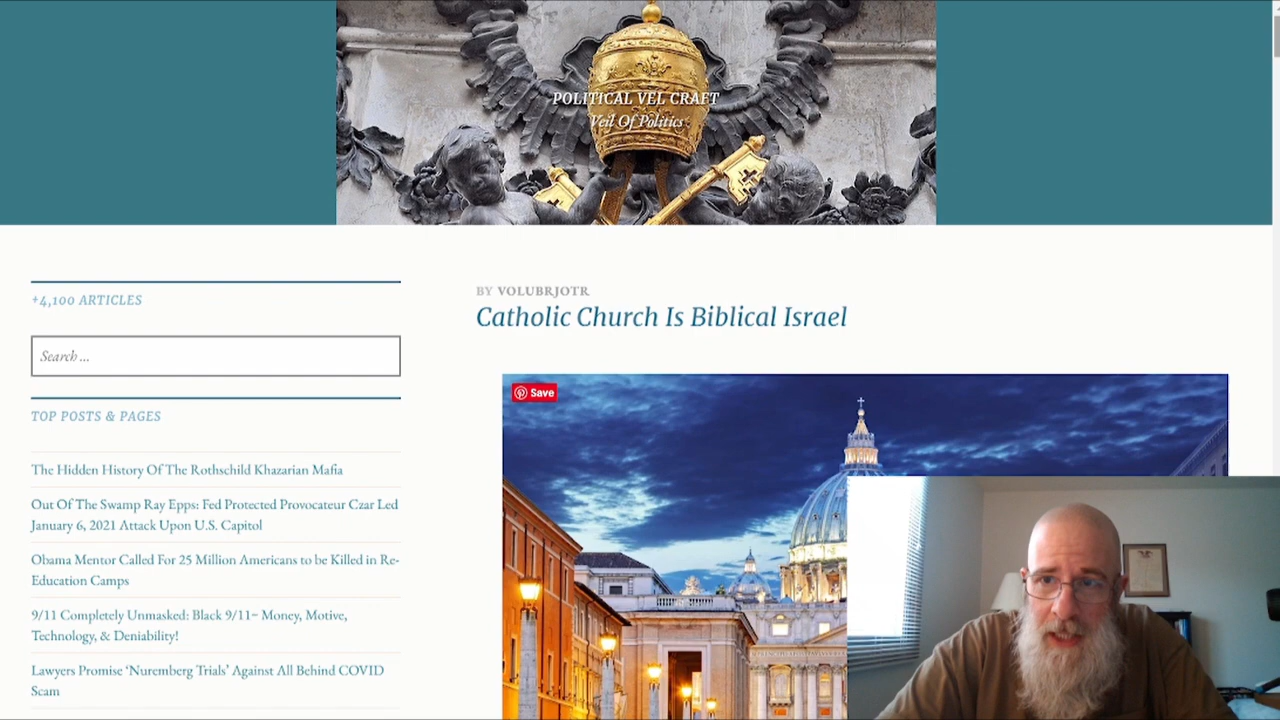 POLITICAL VEL CRAFT
Veil Of Politics
+4,100 ARTICLES
Search ...
TOP POSTS & PAGES
The Hidden History Of The Rothschild Khazarian Mafia
Out Of The Swamp Ray Epps: Fed Protected Provocateur Czar Led
January 6, 2021 Attack Upon U.S. Capitol
Obama Mentor Called For 25 Million Americans to be Killed in Re-
Education Camps
9/11 Completely Unmasked: Black 9/11~ Money, Motive,
Technology, & Deniability!
Lawyers Promise ‘Nuremberg Trials’ Against All Behind COVID
Scam
BY VOLUBRJOTR
Catholic Church Is Biblical Israel
Save